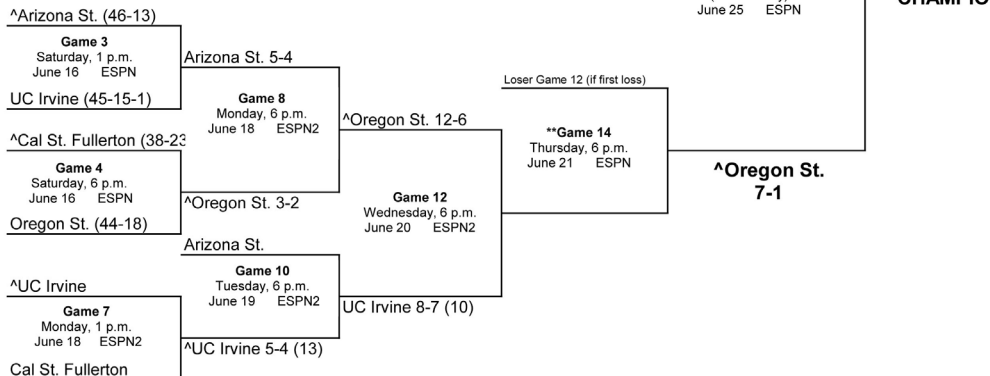 ^Arizona St. (46-13)
Game 3
Saturday, 1 p.m.
June 16 ESPN
UC Irvine (45-15-1)
^Cal St. Fullerton (38-23
Game 4
Saturday, 6 p.m.
June 16 ESPN
Oregon St. (44-18)
^UC Irvine
Game 7
Monday, 1 p.m.
June 18 ESPN2
Cal St. Fullerton
Arizona St. 5-4
Game 8
Monday, 6 p.m.
June 18 ESPN2
^Oregon St. 3-2
Arizona St.
Game 10
Tuesday, 6 p.m.
June 19 ESPN2
^UC Irvine 5-4 (13)
^Oregon St. 12-6
Game 12
Wednesday, 6 p.m.
June 20 ESPN2
UC Irvine 8-7 (10)
Loser Game 12 (if first loss)
**Game 14
Thursday, 6 p.m.
June 21 ESPN
June 25 ESPN
^Oregon St.
7-1